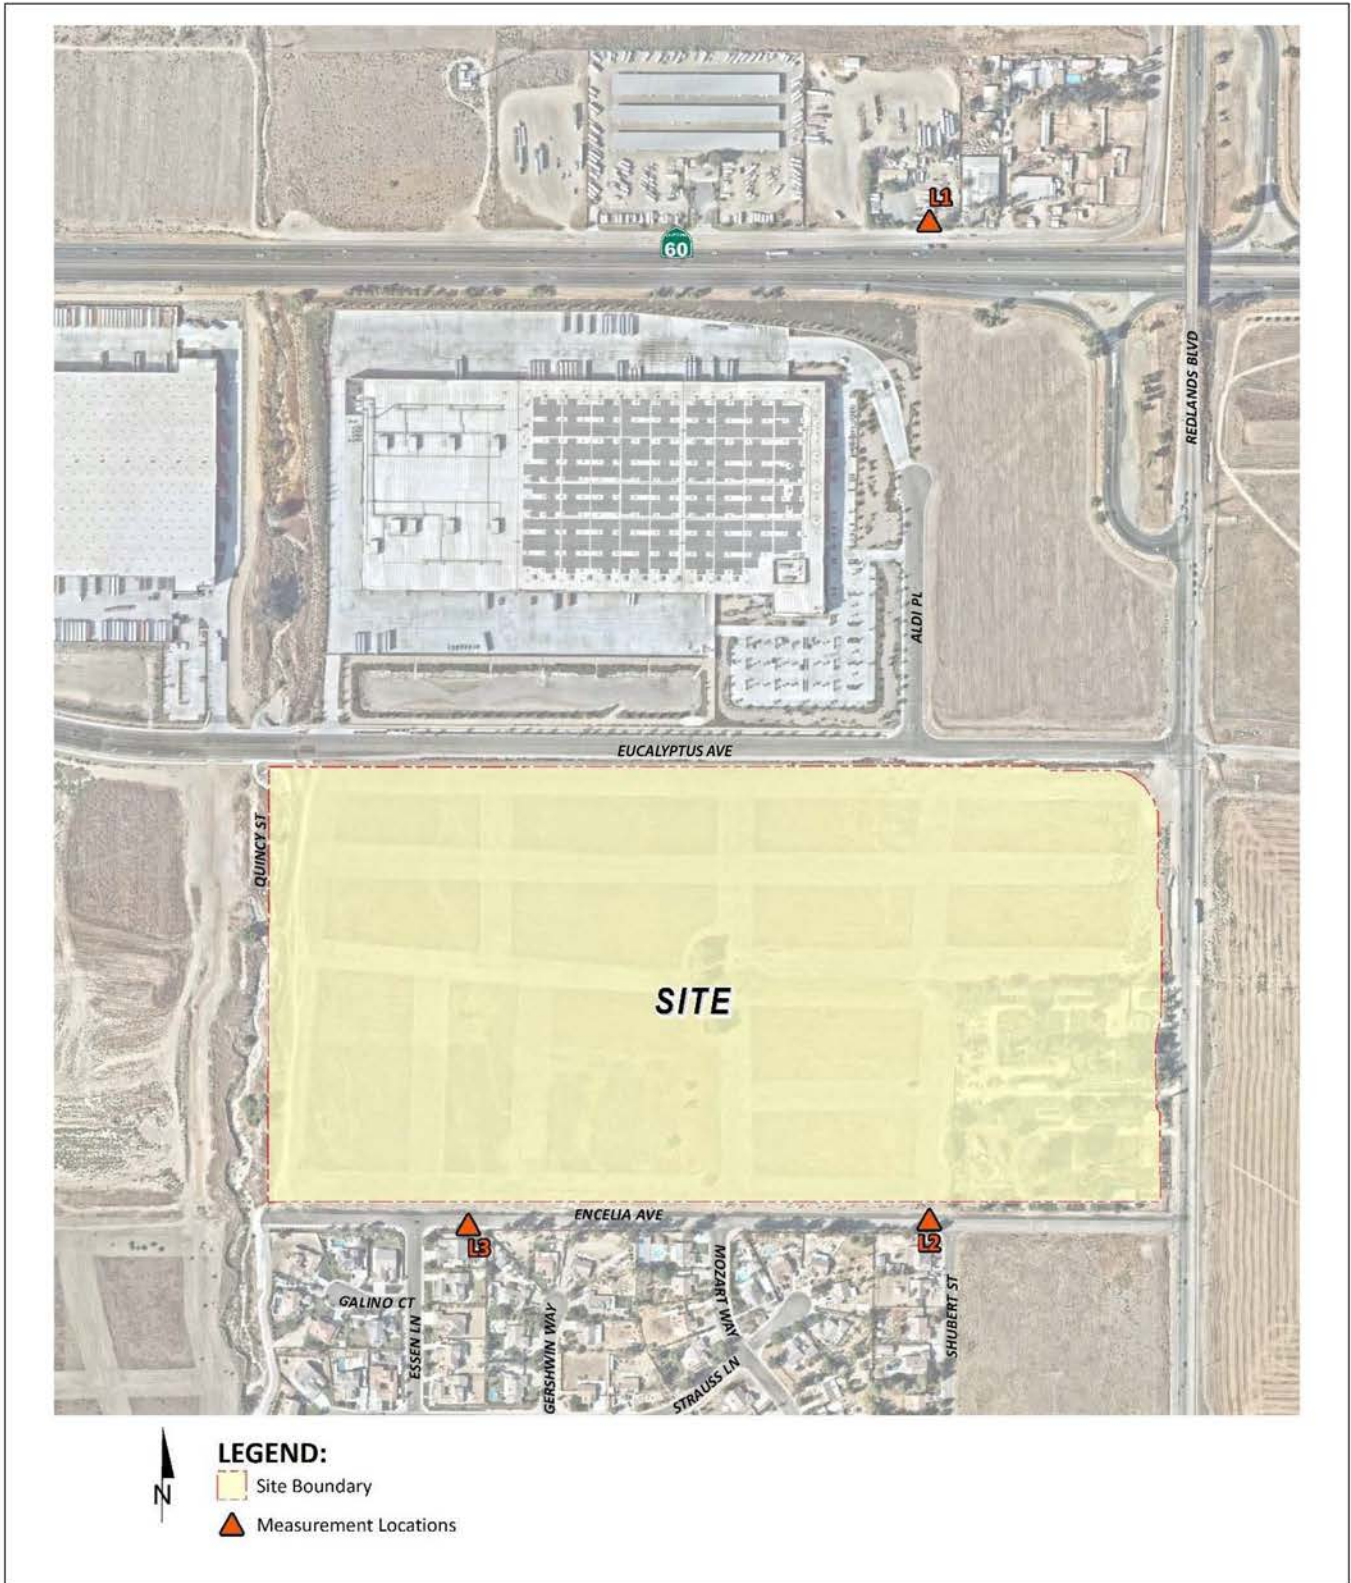 L1
CALIFORNIA
60
REDLANDS BLVD
ALDI PL
EUCALYPTUS AVE
QUINCY ST
SITE
ENCELIA AVE
L3
L2
GALINO CT
ESSEN LN
GERSHWIN WAY
MOZART WAY
STRAUSS LN
SHUBERT ST
N
LEGEND:
Site Boundary
Measurement Locations